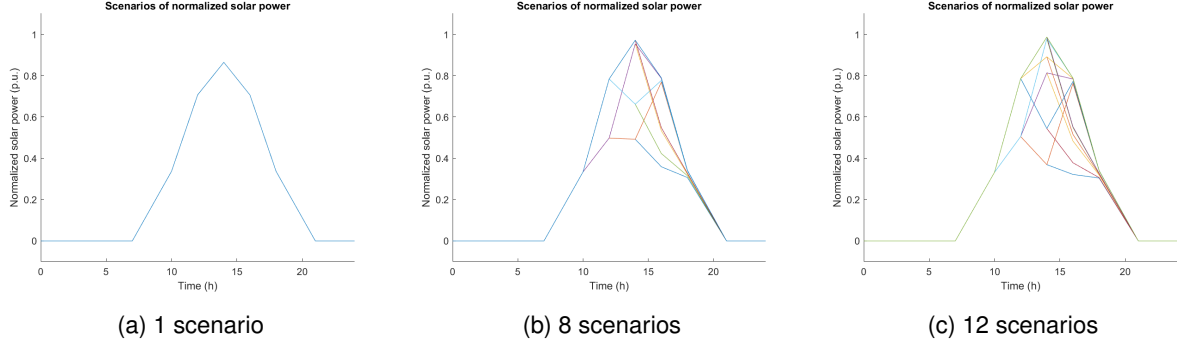 Scenarios of normalized solar power
Normalized solar power (p.u.)
1
0.8
0.6
0.4
0.2
0
0 5 10 15 20
Time (h)
(a) 1 scenario
Scenarios of normalized solar power
Normalized solar power (p.u.)
1
0.8
0.6
0.4
0.2
0
0 5 10 15 20
Time (h)
(b) 8 scenarios
Scenarios of normalized solar power
Normalized solar power (p.u.)
1
0.8
0.6
0.4
0.2
0
0 5 10 15 20
Time (h)
(c) 12 scenarios